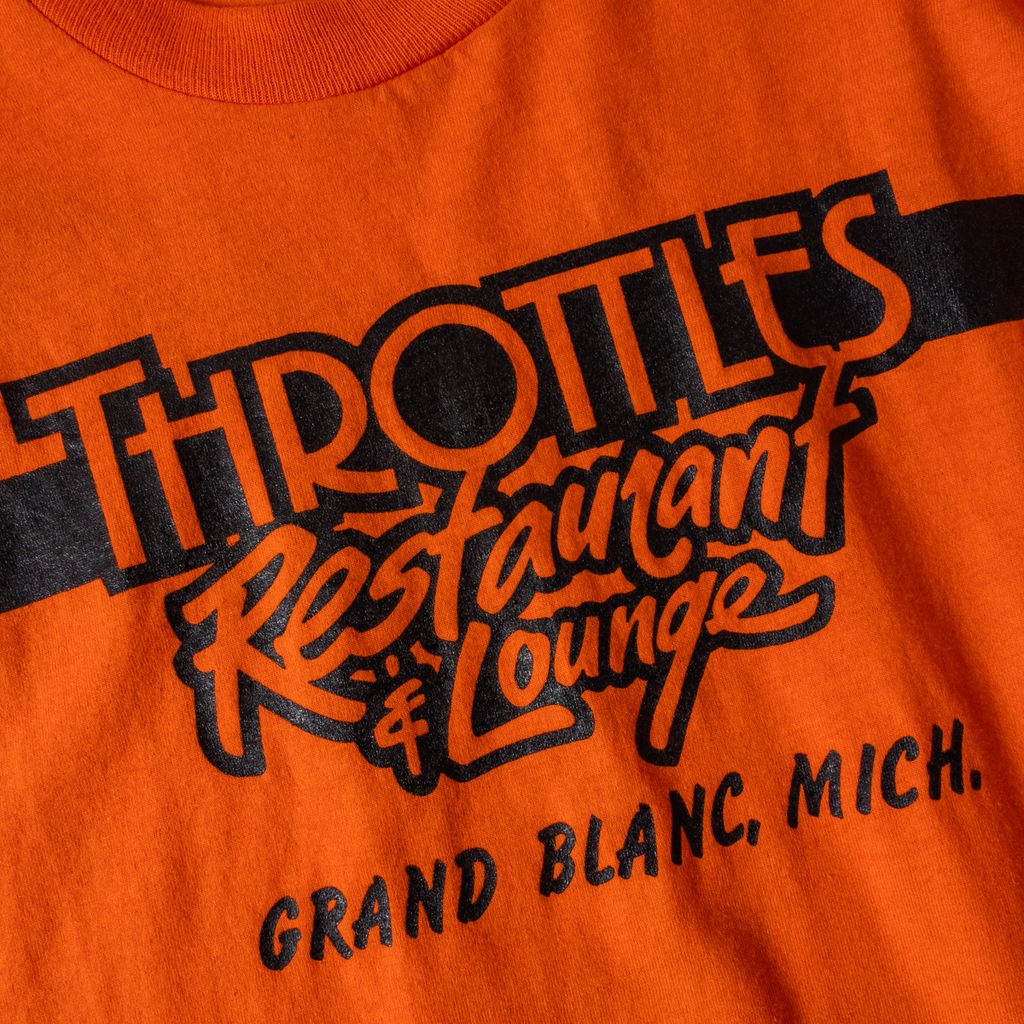 THROTTLES
Restaurant
& Lounge
GRAND BLANC, MICH.